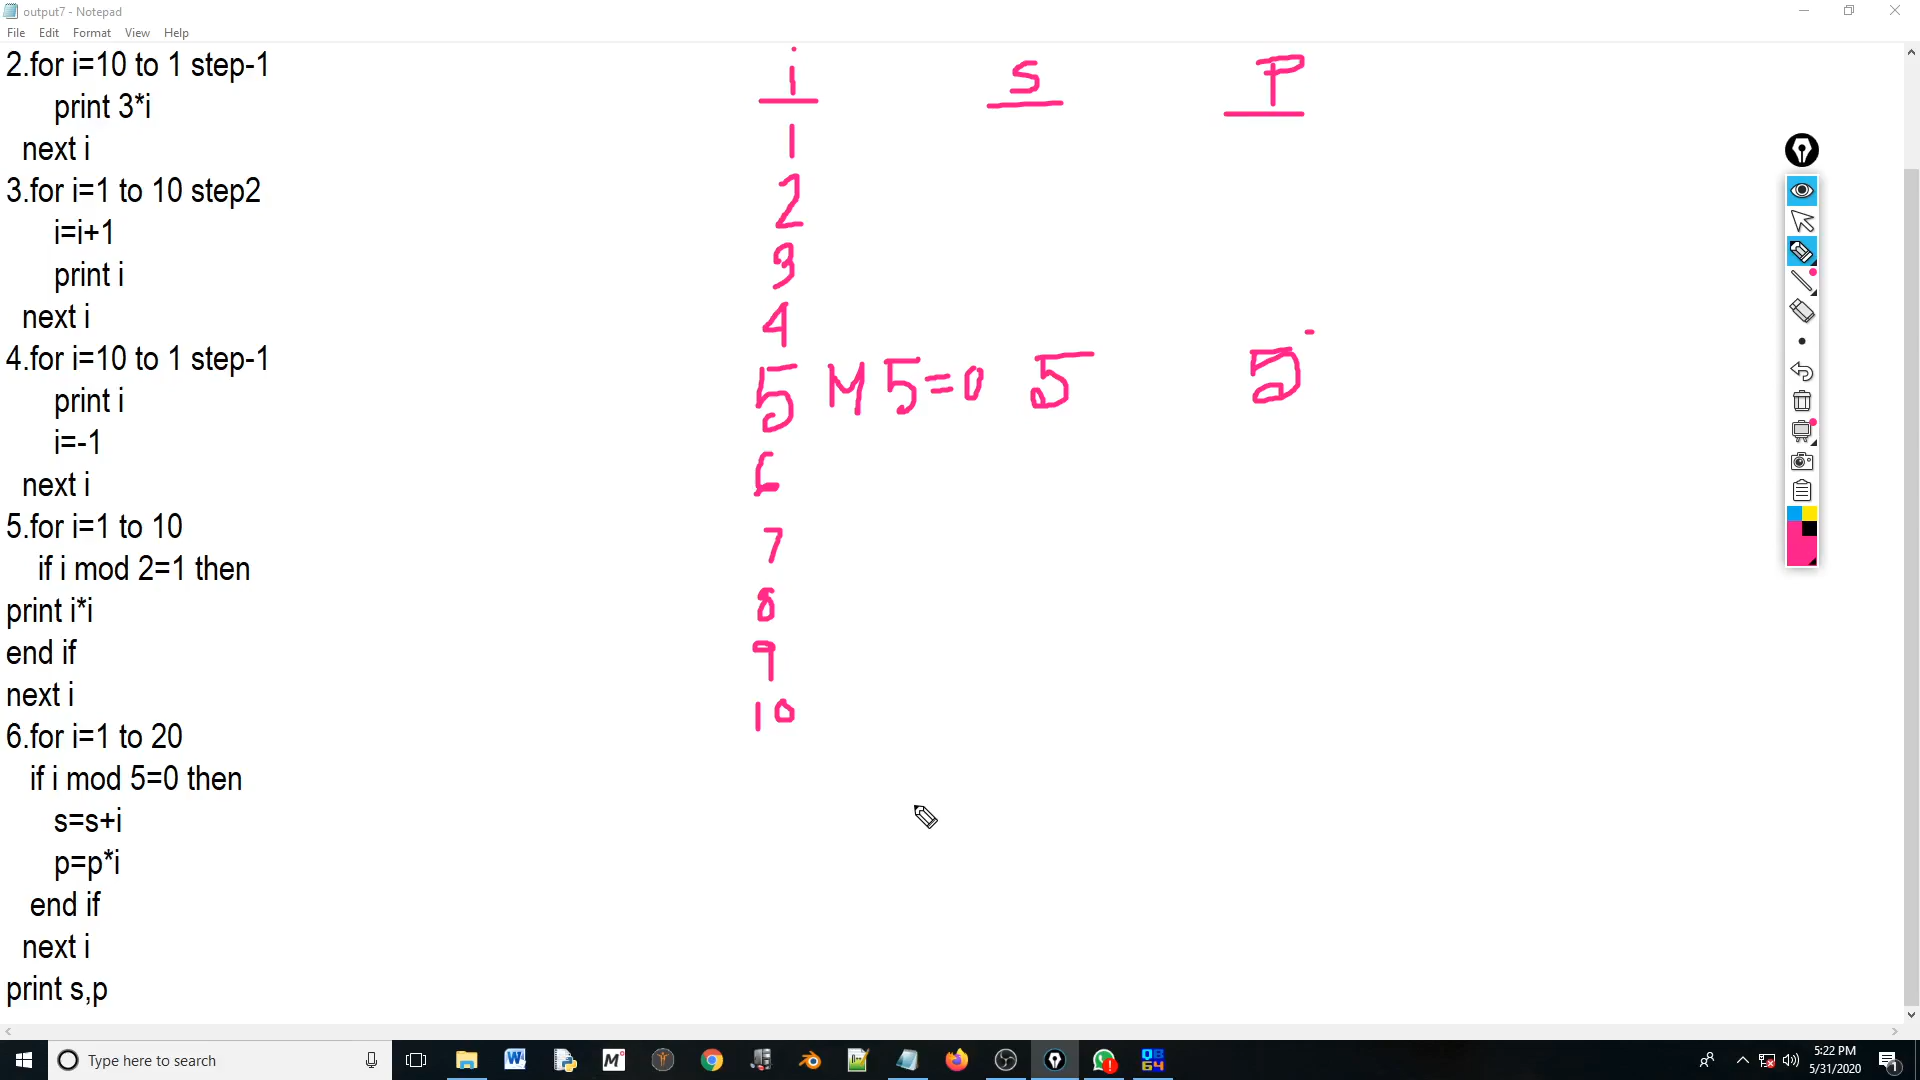 output7 - Notepad
File Edit Format View Help
2.for i=10 to 1 step-1
print 3*i
next i
3.for i=1 to 10 step2
i=i+1
print i
next i
4.for i=10 to 1 step-1
print i
i=-1
next i
5.for i=1 to 10
if i mod 2=1 then
print i*i
end if
next i
6.for i=1 to 20
if i mod 5=0 then
s=s+i
p=p*i
end if
next i
print s,p
i S P
1
2
3
4
5 M 5=0 5 5
6
7
8
9
10
Type here to search
5:22 PM
5/31/2020
1